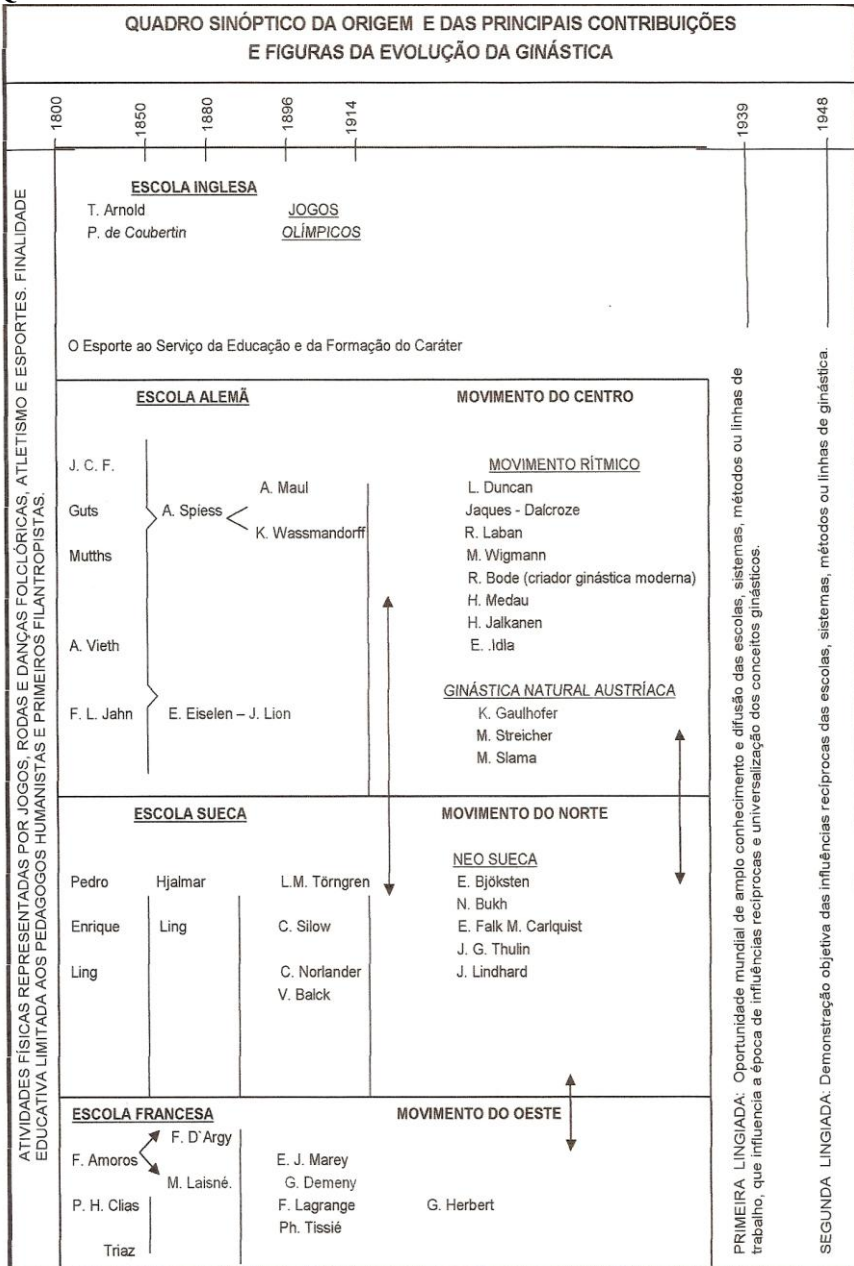 QUADRO SINÓPTICO DA ORIGEM E DAS PRINCIPAIS CONTRIBUIÇÕES
E FIGURAS DA EVOLUÇÃO DA GINÁSTICA
1800
1850
1880
1896
1914
1939
1948
ATIVIDADES FÍSICAS REPRESENTADAS POR JOGOS, RODAS E DANÇAS FOLCLÓRICAS, ATLETISMO E ESPORTES. FINALIDADE
EDUCATIVA LIMITADA AOS PEDAGOGOS HUMANISTAS E PRIMEIROS FILANTROPISTAS.
ESCOLA INGLESA
T. Arnold JOGOS
P. de Coubertin OLÍMPICOS
O Esporte ao Serviço da Educação e da Formação do Caráter
ESCOLA ALEMÃ MOVIMENTO DO CENTRO
J. C. F.
Guts
Mutths
A. Vieth
F. L. Jahn
A. Spiess
A. Maul
K. Wassmandorff
E. Eiselen – J. Lion
MOVIMENTO RÍTMICO
L. Duncan
Jaques - Dalcroze
R. Laban
M. Wigmann
R. Bode (criador ginástica moderna)
H. Medau
H. Jalkanen
E. .Idla
GINÁSTICA NATURAL AUSTRÍACA
K. Gaulhofer
M. Streicher
M. Slama
ESCOLA SUECA MOVIMENTO DO NORTE
Pedro Hjalmar L.M. Törngren
Enrique Ling C. Silow
Ling C. Norlander
V. Balck
NEO SUECA
E. Bjöksten
N. Bukh
E. Falk M. Carlquist
J. G. Thulin
J. Lindhard
ESCOLA FRANCESA MOVIMENTO DO OESTE
F. Amoros
F. D`Argy
M. Laisné.
P. H. Clias
Triaz
E. J. Marey
G. Demeny
F. Lagrange
Ph. Tissié
G. Herbert
PRIMEIRA LINGIADA: Oportunidade mundial de amplo conhecimento e difusão das escolas, sistemas, métodos ou linhas de
trabalho, que influencia a época de influências recíprocas e universalização dos conceitos ginásticos.
SEGUNDA LINGIADA: Demonstração objetiva das influências recíprocas das escolas, sistemas, métodos ou linhas de ginástica.